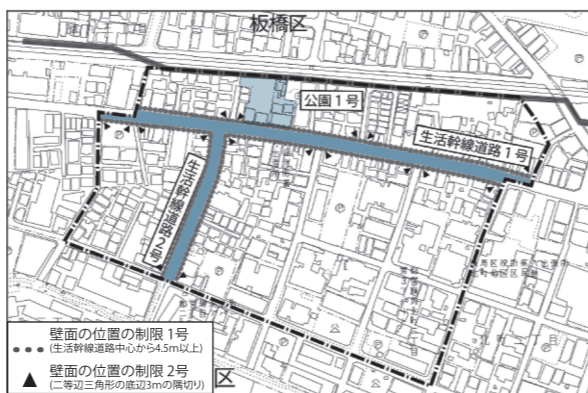 板橋区
公園1号
生活幹線道路1号
生活幹線道路2号
壁面の位置の制限 1号
(生活幹線道路中心から4.5m以上)
壁面の位置の制限 2号
(二等辺三角形の底辺3mの隅切り)
区